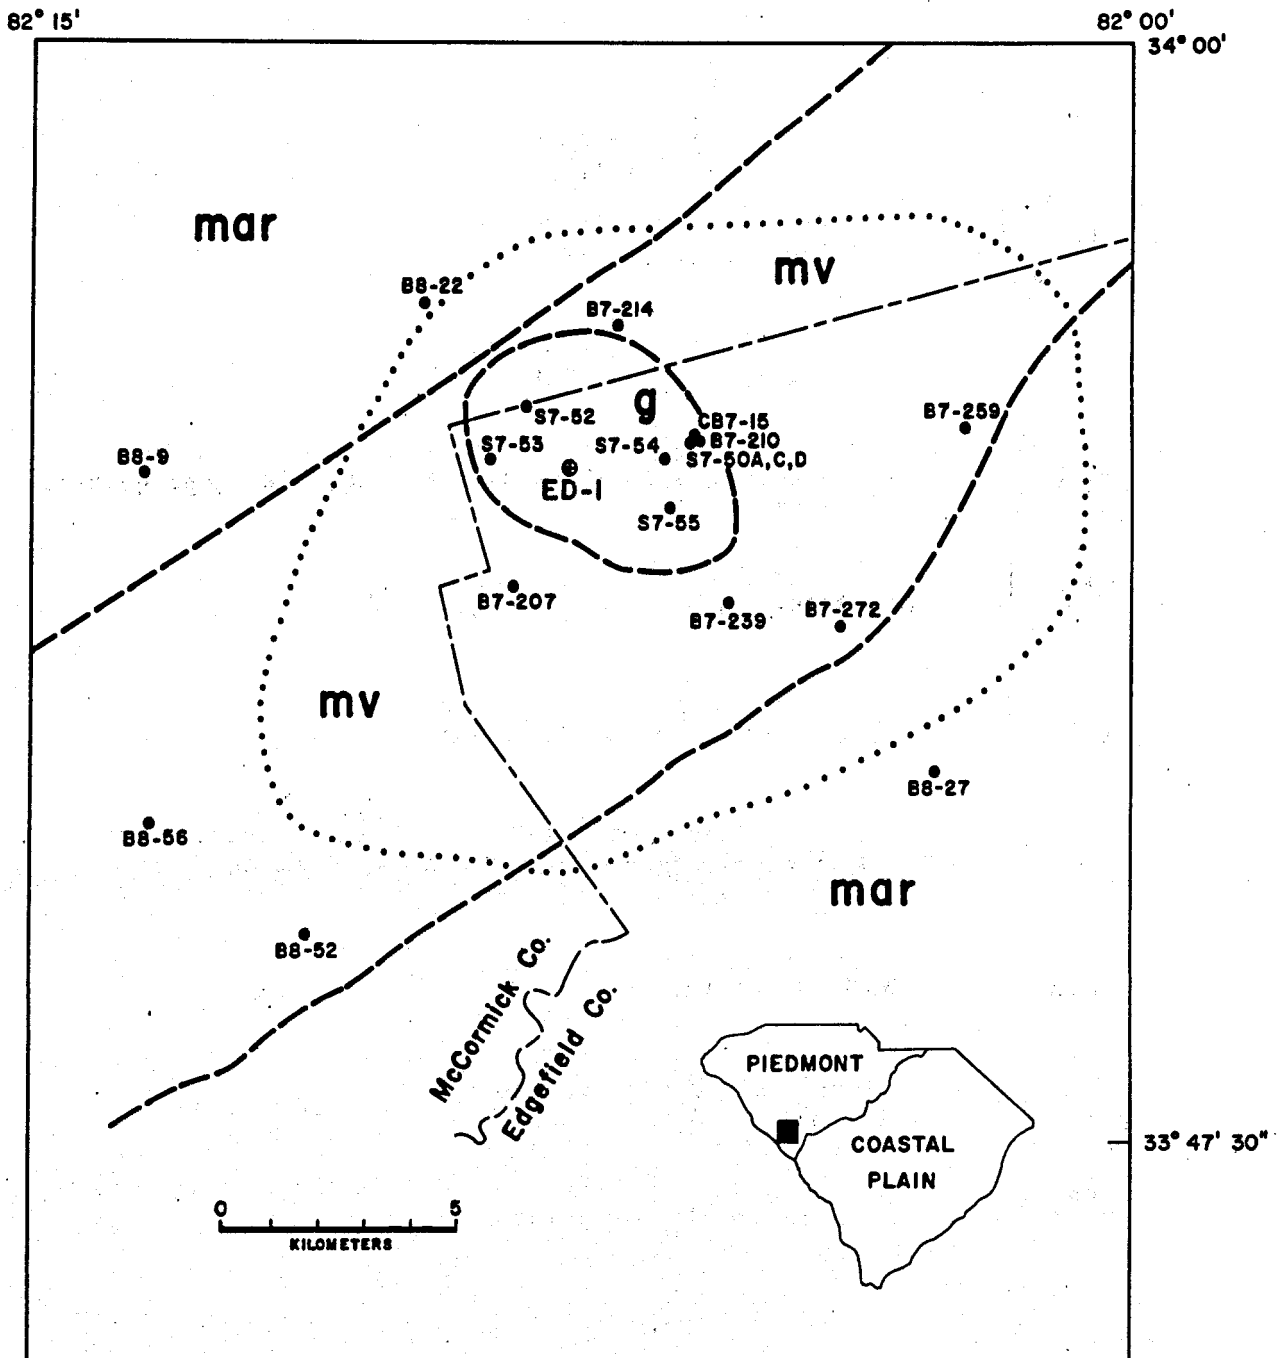 82° 15'
82° 00'
34° 00'
mar
mv
B8-22
B7-214
g
S7-52
B7-259
CB7-15
S7-53
S7-54
B7-210
S7-50A,C,D
B8-9
ED-1
S7-55
B7-207
B7-239
B7-272
mv
B8-27
B8-56
mar
B8-52
McCormick Co.
Edgefield Co.
PIEDMONT
COASTAL
PLAIN
33° 47' 30"
0 5
KILOMETERS